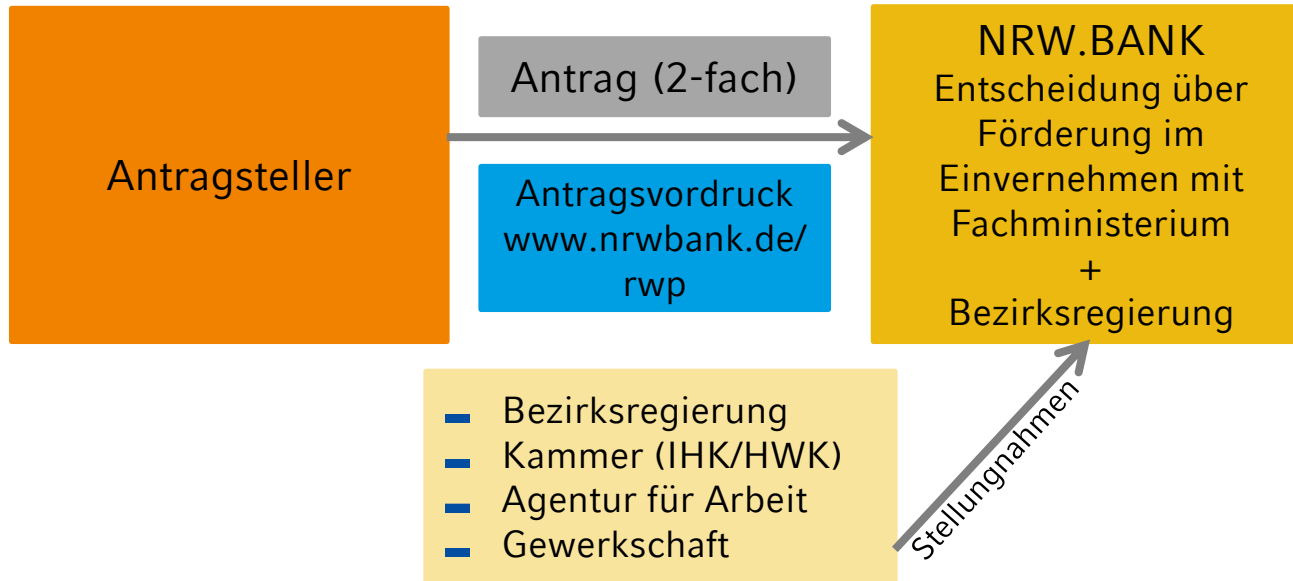 Antragsteller
Antrag (2-fach)
Antragsvordruck
www.nrwbank.de/
rwp
NRW.BANK
Entscheidung über
Förderung im
Einvernehmen mit
Fachministerium
+
Bezirksregierung
Bezirksregierung
Kammer (IHK/HWK)
Agentur für Arbeit
Gewerkschaft
Stellungnahmen